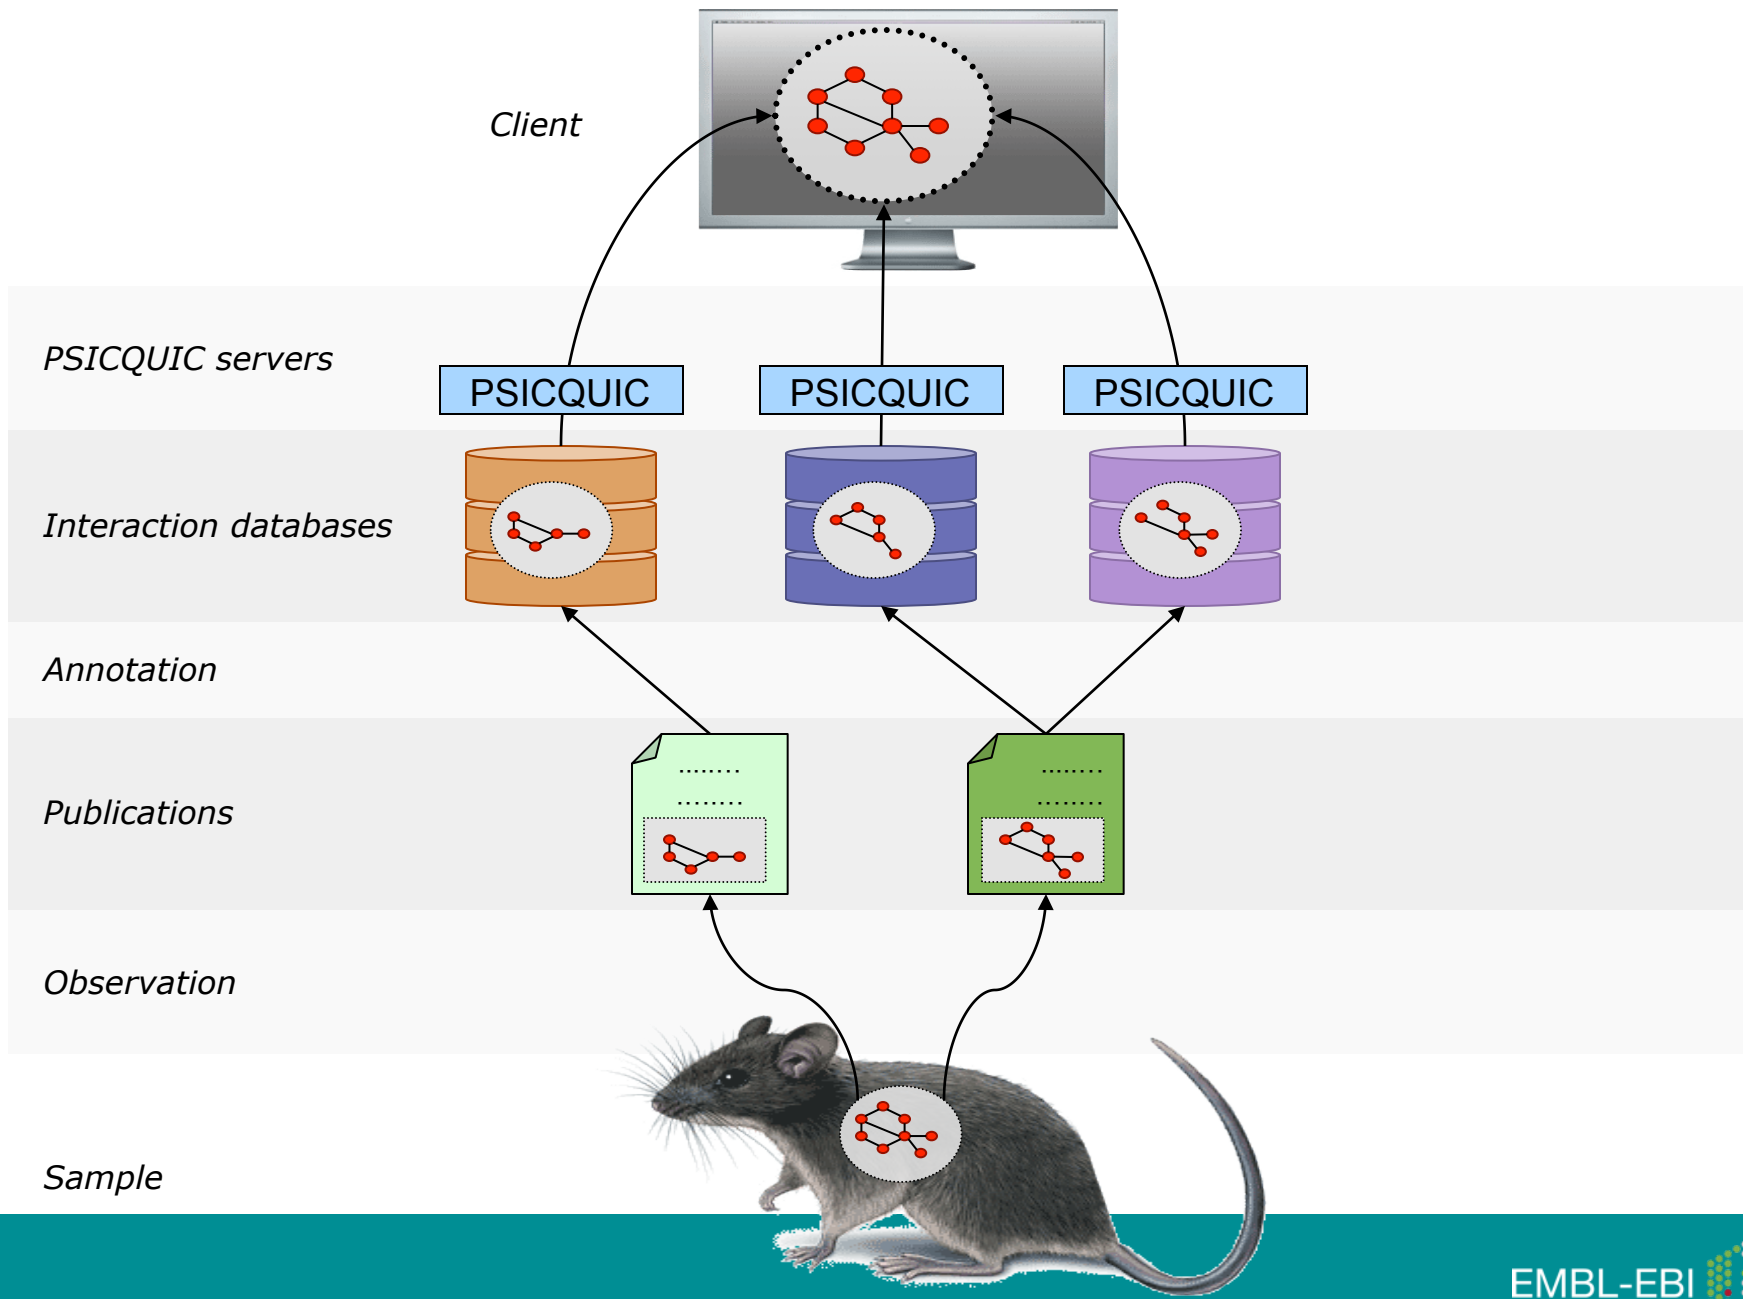 Client
PSICQUIC servers
PSICQUIC
PSICQUIC
PSICQUIC
Interaction databases
Annotation
Publications
Observation
Sample
EMBL-EBI